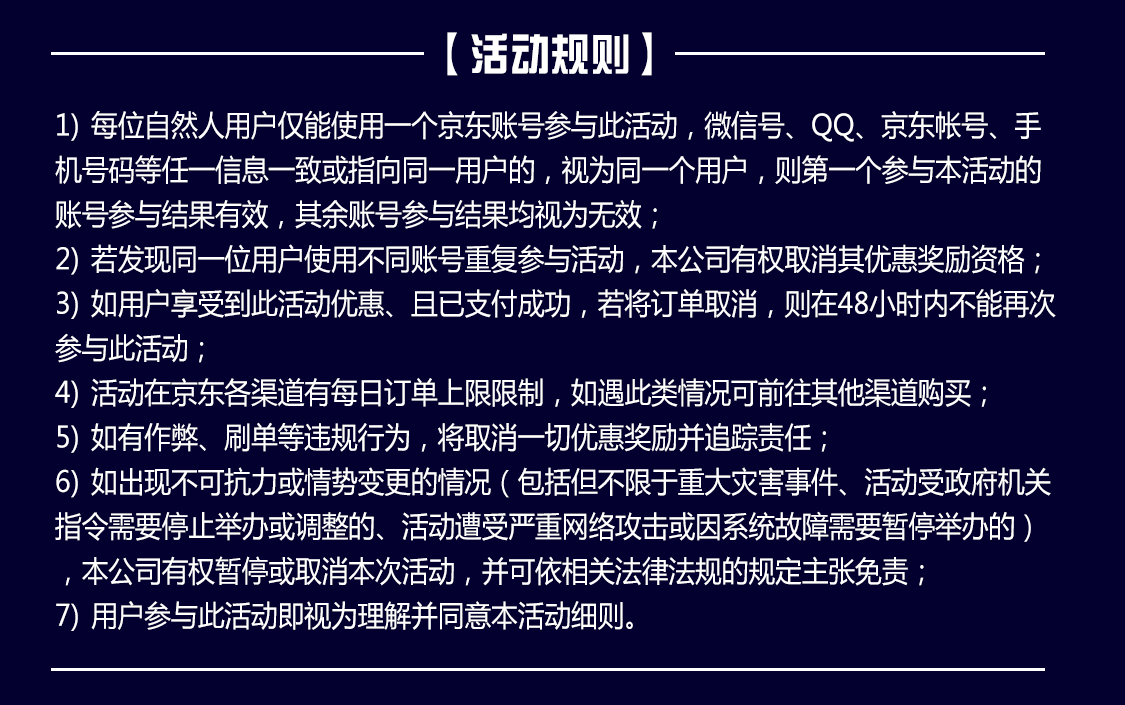 【活动规则】
1) 每位自然人用户仅能使用一个京东账号参与此活动，微信号、QQ、京东帐号、手
机号码等任一信息一致或指向同一用户的，视为同一个用户，则第一个参与本活动的
账号参与结果有效，其余账号参与结果均视为无效；
2) 若发现同一位用户使用不同账号重复参与活动，本公司有权取消其优惠奖励资格；
3) 如用户享受到此活动优惠、且已支付成功，若将订单取消，则在48小时内不能再次
参与此活动；
4) 活动在京东各渠道有每日订单上限限制，如遇此类情况可前往其他渠道购买；
5) 如有作弊、刷单等违规行为，将取消一切优惠奖励并追踪责任；
6) 如出现不可抗力或情势变更的情况（包括但不限于重大灾害事件、活动受政府机关
指令需要停止举办或调整的、活动遭受严重网络攻击或因系统故障需要暂停举办的）
，本公司有权暂停或取消本次活动，并可依相关法律法规的规定主张免责；
7) 用户参与此活动即视为理解并同意本活动细则。